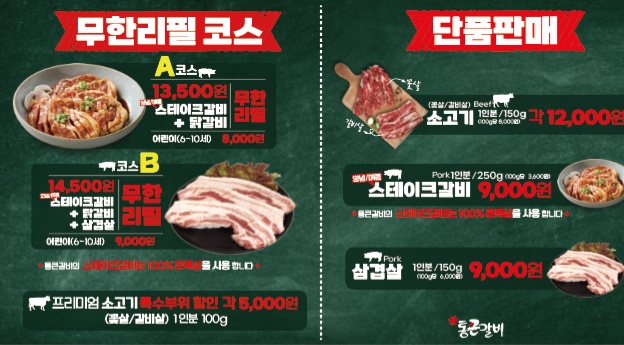 무한리필 코스
A코스
13,500원
스테이크갈비
+ 닭갈비
무한
리필
어린이(6-10세) 8,000원
코스B
14,500원
스테이크갈비
+ 닭갈비
+ 삼겹살
무한
리필
어린이(6-10세) 9,000원
통큰갈비의 스테이크갈비는 100% 을 사용 합니다
프리미엄 소고기 특수부위 할인 각 5,000원
(꽃살/갈비살) 1인분 100g
단품판매
꽃살
갈비살
(꽃살/갈비살) Beef
소고기 1인분/150g 각 12,000원
(100g당 8,000원)
Pork 1인분/250g (100g당 3,600원)
스테이크갈비 9,000원
통큰갈비의 스테이크갈비는 100% 을 사용 합니다
Pork
삼겹살 1인분/150g 9,000원
(100g당 6,000원)
통큰갈비